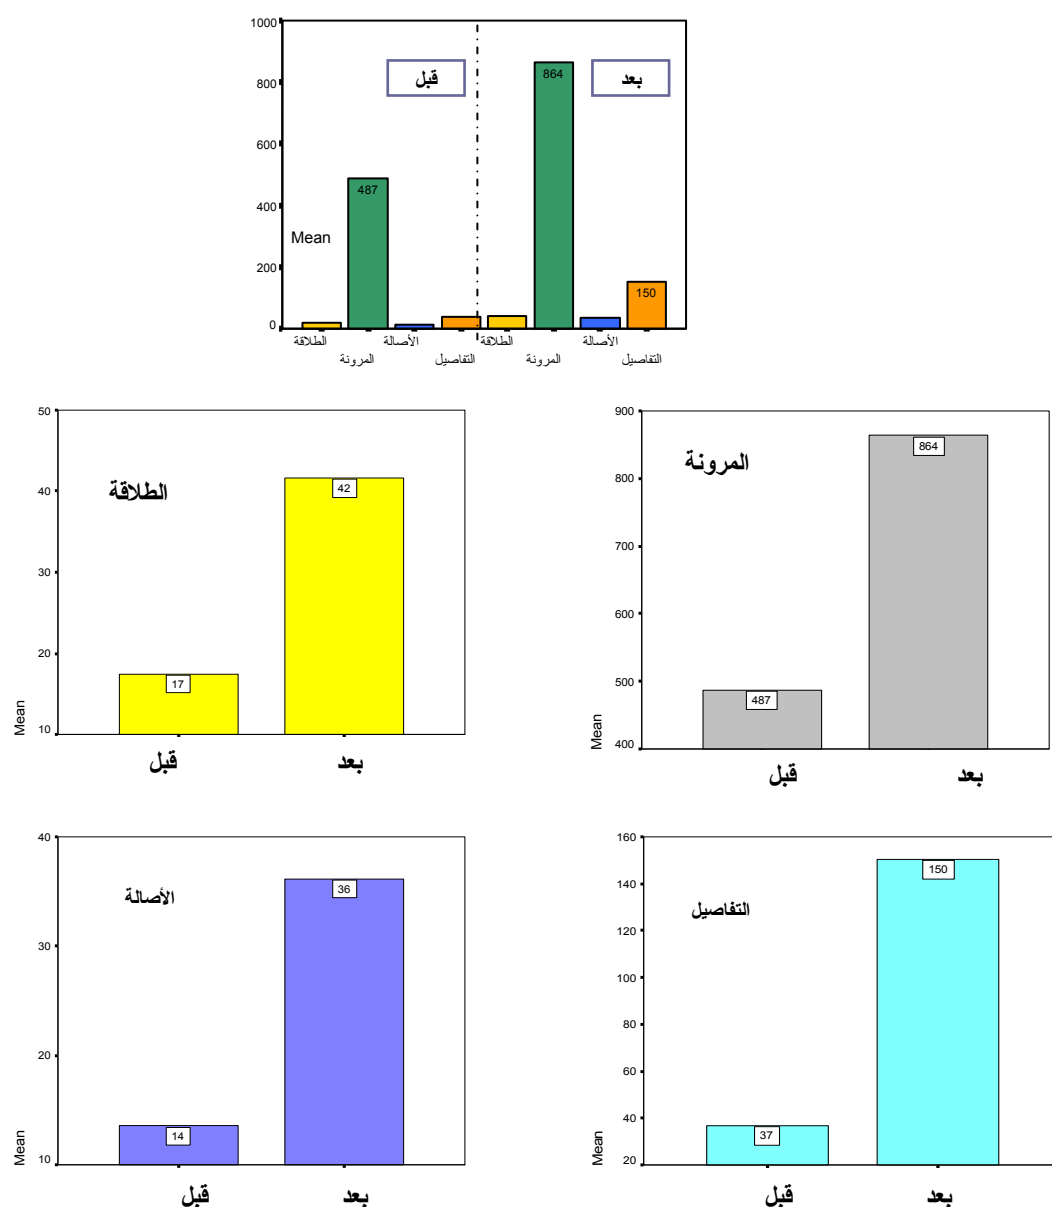 1000
800
600
400
200
0
Mean
قبل
بعد
487
864
150
الطلاقة
المرونة
الأصالة
التفاصيل
الطلاقة
المرونة
الأصالة
التفاصيل
50
40
30
20
10
Mean
الطلاقة
17
42
قبل
بعد
900
800
700
600
500
400
Mean
المرونة
487
864
قبل
بعد
40
30
20
10
Mean
الأصالة
14
36
قبل
بعد
160
140
120
100
80
60
40
20
Mean
التفاصيل
37
150
قبل
بعد